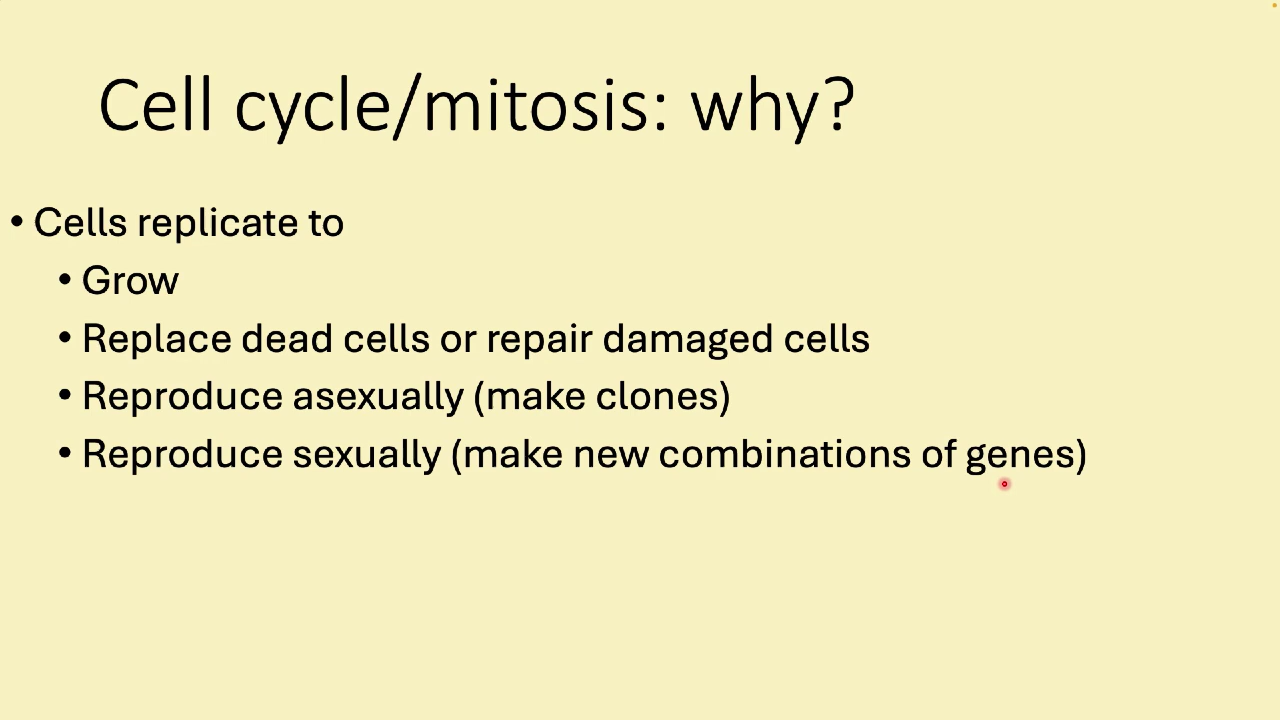 Cell cycle/mitosis: why?
• Cells replicate to
• Grow
• Replace dead cells or repair damaged cells
• Reproduce asexually (make clones)
• Reproduce sexually (make new combinations of genes)